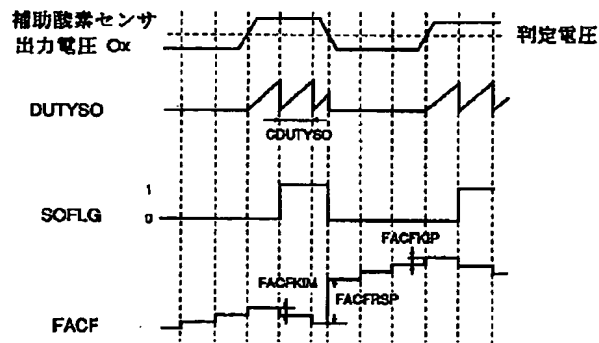 補助酸素センサ
出力電圧 Ox
判定電圧
DUTYSO
CDUTYSO
1
SOFLG
0
FACFKIP
FACFKIM
FACFRSP
FACF